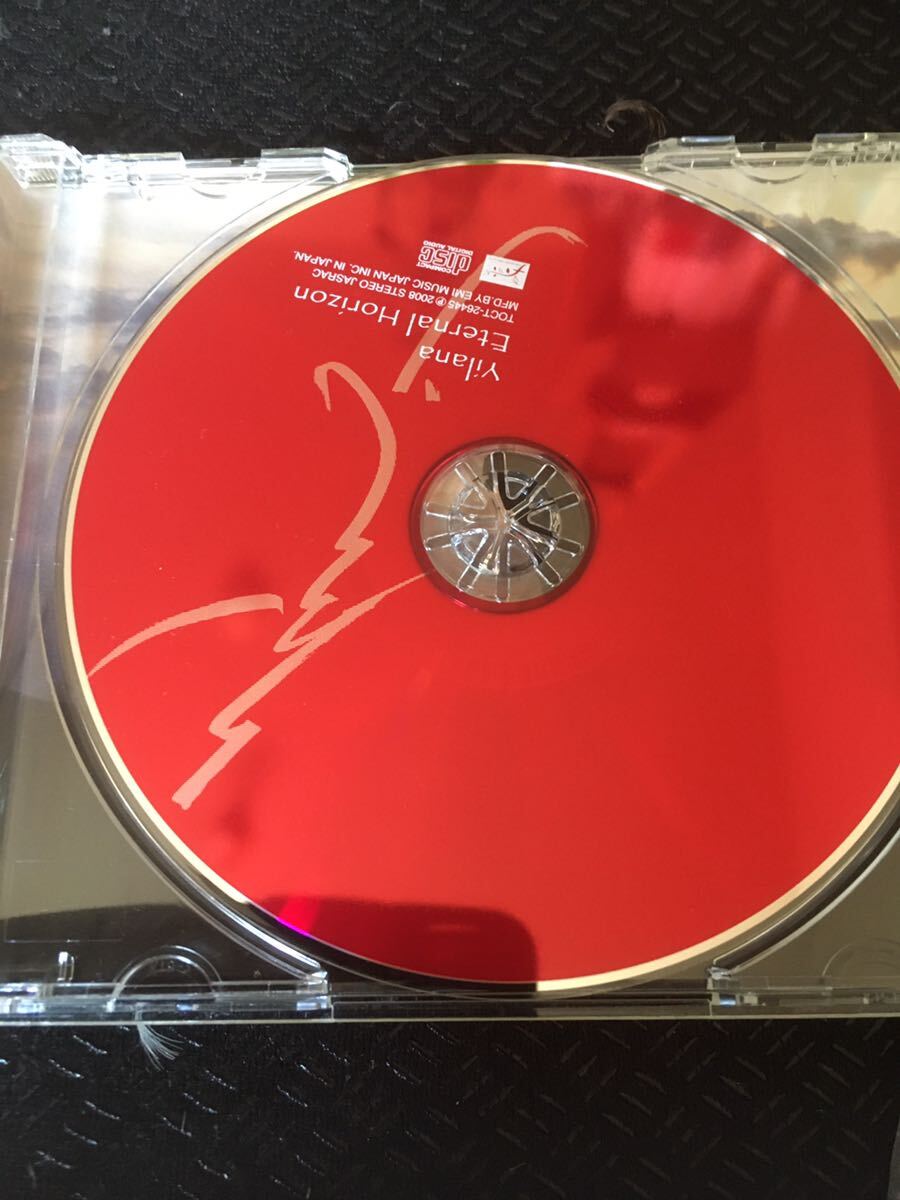 Yilana
Eternal Horizon
TOCT-26445 ℗ 2008 STEREO JASRAC
MFD. BY EMI MUSIC JAPAN INC. IN JAPAN.
COMPACT
disc
DIGITAL AUDIO